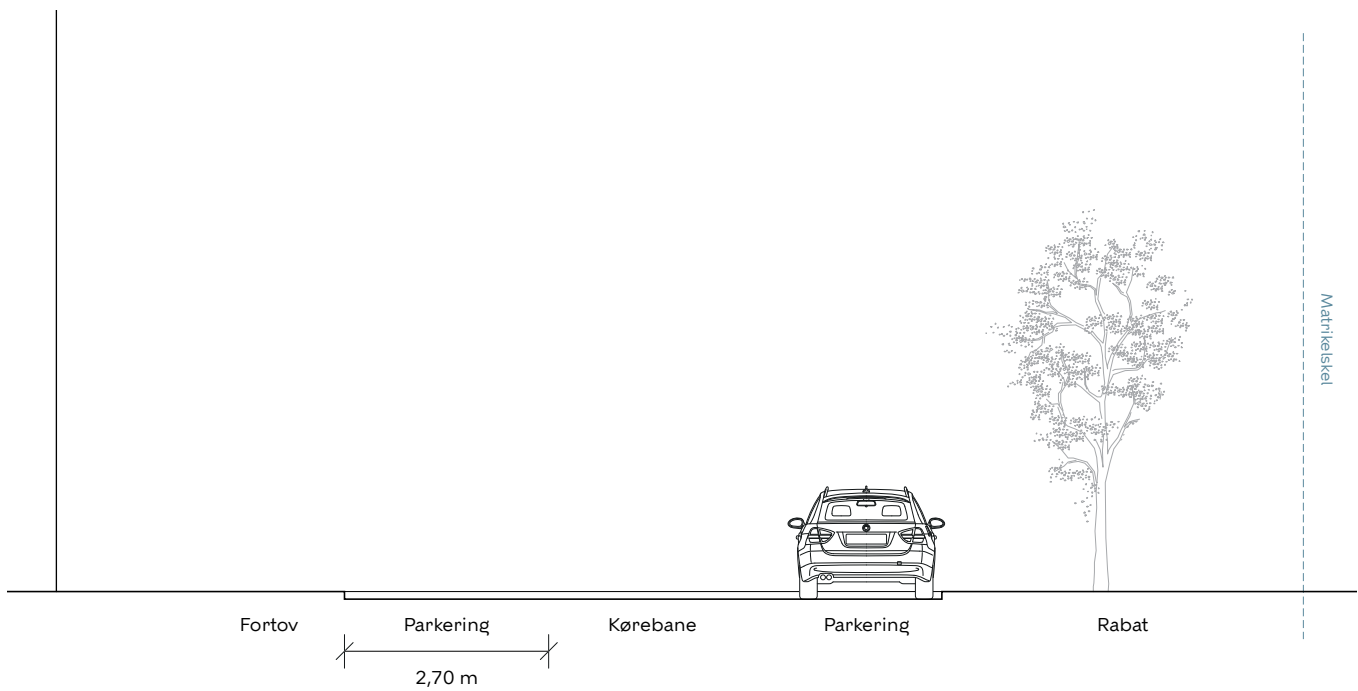 Matrikelskel
Fortov
Parkering
Kørebane
Parkering
Rabat
2,70 m